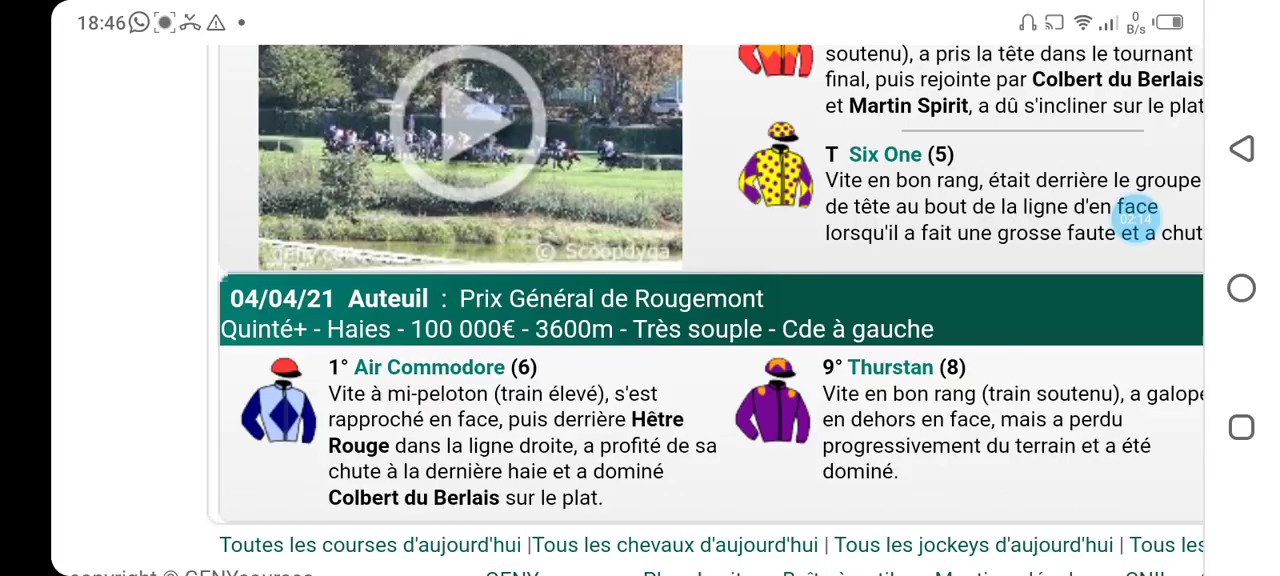 18:46
0
B/s
soutenu), a pris la tête dans le tournant
final, puis rejointe par Colbert du Berlais
et Martin Spirit, a dû s'incliner sur le plat
T Six One (5)
Vite en bon rang, était derrière le groupe
de tête au bout de la ligne d'en face
02:14
lorsqu'il a fait une grosse faute et a chut
geny.com
© Scoopdyga
04/04/21 Auteuil : Prix Général de Rougemont
Quinté+ - Haies - 100 000€ - 3600m - Très souple - Cde à gauche
1° Air Commodore (6)
Vite à mi-peloton (train élevé), s'est
rapproché en face, puis derrière Hêtre
Rouge dans la ligne droite, a profité de sa
chute à la dernière haie et a dominé
Colbert du Berlais sur le plat.
9° Thurstan (8)
Vite en bon rang (train soutenu), a galopé
en dehors en face, mais a perdu
progressivement du terrain et a été
dominé.
Toutes les courses d'aujourd'hui |Tous les chevaux d'aujourd'hui | Tous les jockeys d'aujourd'hui | Tous les